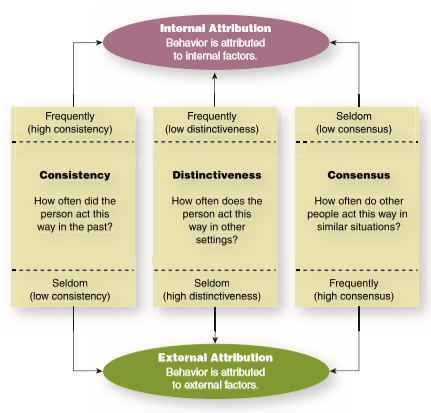 Internal Attribution
Behavior is attributed
to internal factors.
Frequently
(high consistency)
Frequently
(low distinctiveness)
Seldom
(low consensus)
Consistency
How often did the
person act this
way in the past?
Distinctiveness
How often does the
person act this
way in other
settings?
Consensus
How often do other
people act this way in
similar situations?
Seldom
(low consistency)
Seldom
(high distinctiveness)
Frequently
(high consensus)
External Attribution
Behavior is attributed
to external factors.